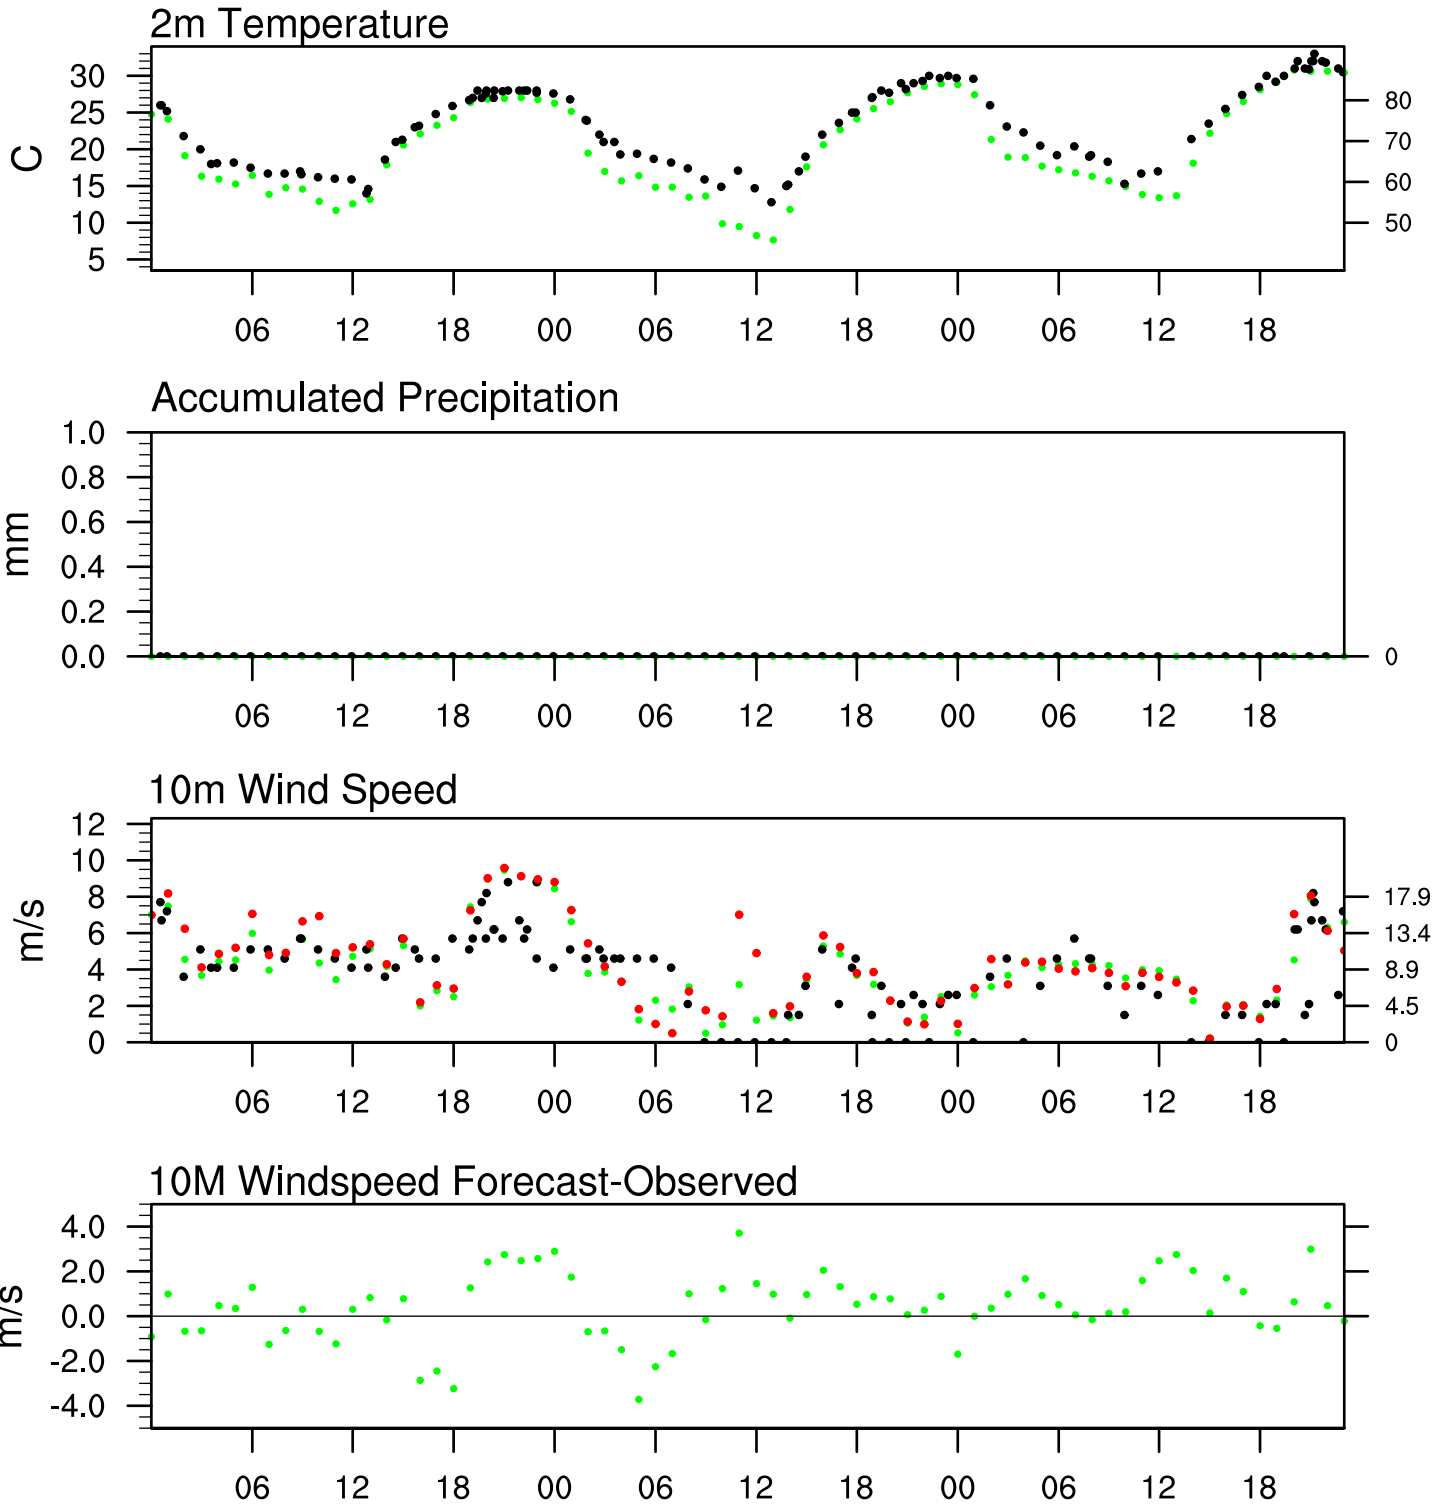 2m Temperature
C
30
25
20
15
10
5
80
70
60
50
06 12 18 00 06 12 18 00 06 12 18
Accumulated Precipitation
mm
1.0
0.8
0.6
0.4
0.2
0.0
0
06 12 18 00 06 12 18 00 06 12 18
10m Wind Speed
m/s
12
10
8
6
4
2
0
17.9
13.4
8.9
4.5
0
06 12 18 00 06 12 18 00 06 12 18
10M Windspeed Forecast-Observed
m/s
4.0
2.0
0.0
-2.0
-4.0
06 12 18 00 06 12 18 00 06 12 18